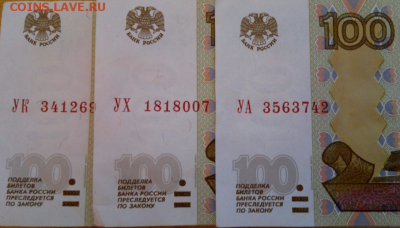 COINS.LAVE.RU
БАНК РОССИИ
УК 341269
100
ПОДДЕЛКА
БИЛЕТОВ
БАНКА РОССИИ
ПРЕСЛЕДУЕТСЯ
ПО ЗАКОНУ
БАНК РОССИИ
УХ 1818007
100
ПОДДЕЛКА
БИЛЕТОВ
БАНКА РОССИИ
ПРЕСЛЕДУЕТСЯ
ПО ЗАКОНУ
БАНК РОССИИ
100
УА 3563742
100
ПОДДЕЛКА
БИЛЕТОВ
БАНКА РОССИИ
ПРЕСЛЕДУЕТСЯ
ПО ЗАКОНУ